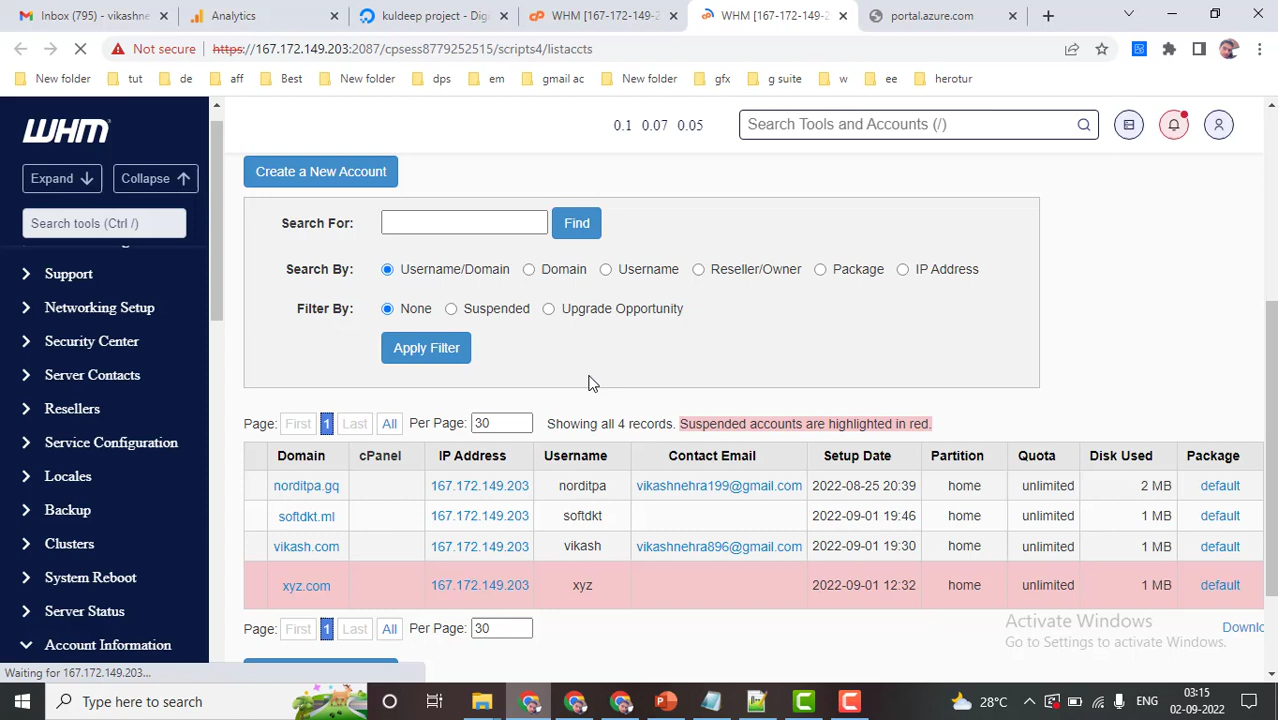 Inbox (795) - vikashne
Analytics
kuldeep project - Dig
WHM [167-172-149-2
WHM [167-172-149-2
portal.azure.com
Not secure
https://167.172.149.203:2087/cpsess8779252515/scripts4/listaccts
New folder
tut
de
aff
Best
New folder
dps
em
gmail ac
New folder
gfx
g suite
w
ee
herotur
WHM
0.1 0.07 0.05
Search Tools and Accounts (/)
Expand
Collapse
Create a New Account
Search tools (Ctrl /)
Search For:
Find
Support
Search By:
Username/Domain
Domain
Username
Reseller/Owner
Package
IP Address
Networking Setup
Filter By:
None
Suspended
Upgrade Opportunity
Security Center
Apply Filter
Server Contacts
Resellers
Page: First 1 Last All Per Page: 30 Showing all 4 records. Suspended accounts are highlighted in red.
Service Configuration
Domain cPanel IP Address Username Contact Email Setup Date Partition Quota Disk Used Package
Locales
norditpa.gq 167.172.149.203 norditpa vikashnehra199@gmail.com 2022-08-25 20:39 home unlimited 2 MB default
Backup
softdkt.ml 167.172.149.203 softdkt 2022-09-01 19:46 home unlimited 1 MB default
Clusters
vikash.com 167.172.149.203 vikash vikashnehra896@gmail.com 2022-09-01 19:30 home unlimited 1 MB default
System Reboot
xyz.com 167.172.149.203 xyz 2022-09-01 12:32 home unlimited 1 MB default
Server Status
Account Information
Page: First 1 Last All Per Page: 30
Downlo
Activate Windows
Go to Settings to activate Windows.
Waiting for 167.172.149.203...
Type here to search
28°C
ENG
03:15
02-09-2022